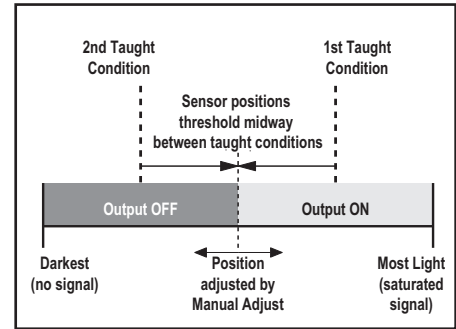 2nd Taught
Condition
1st Taught
Condition
Sensor positions
threshold midway
between taught conditions
Output OFF
Output ON
Darkest
(no signal)
Position
adjusted by
Manual Adjust
Most Light
(saturated
signal)